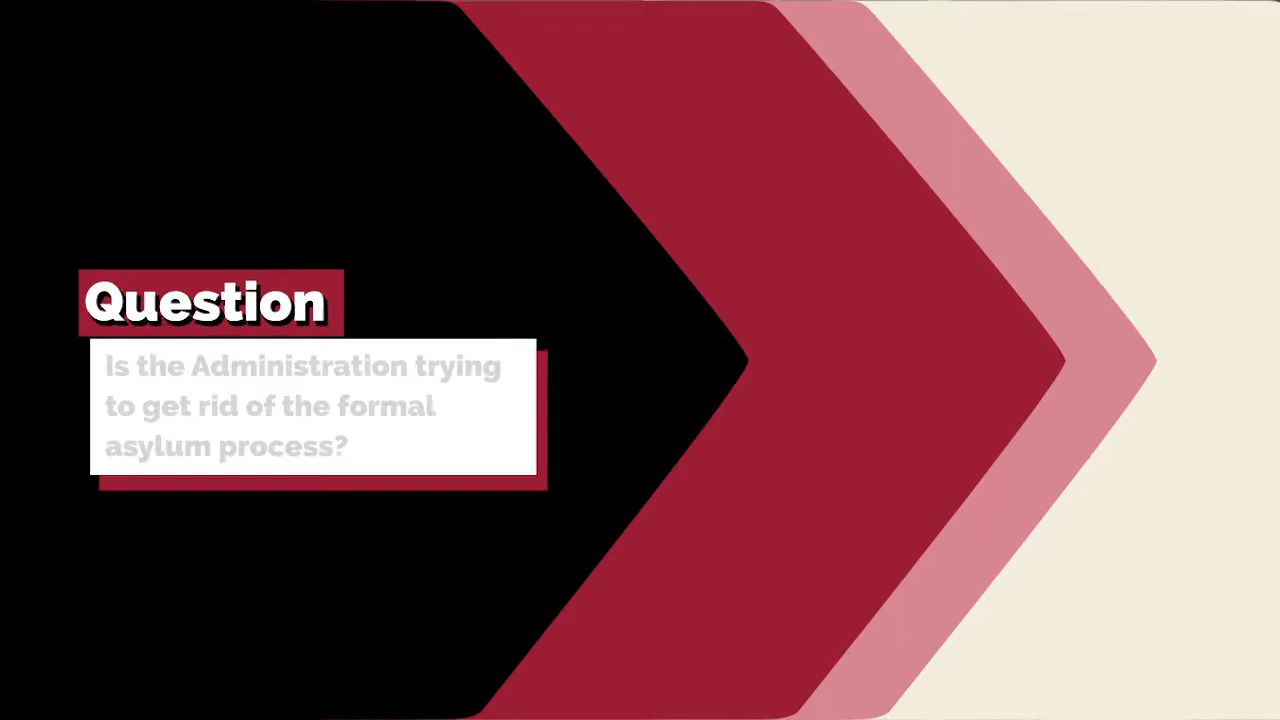 Question
Is the Administration trying
to get rid of the formal
asylum process?